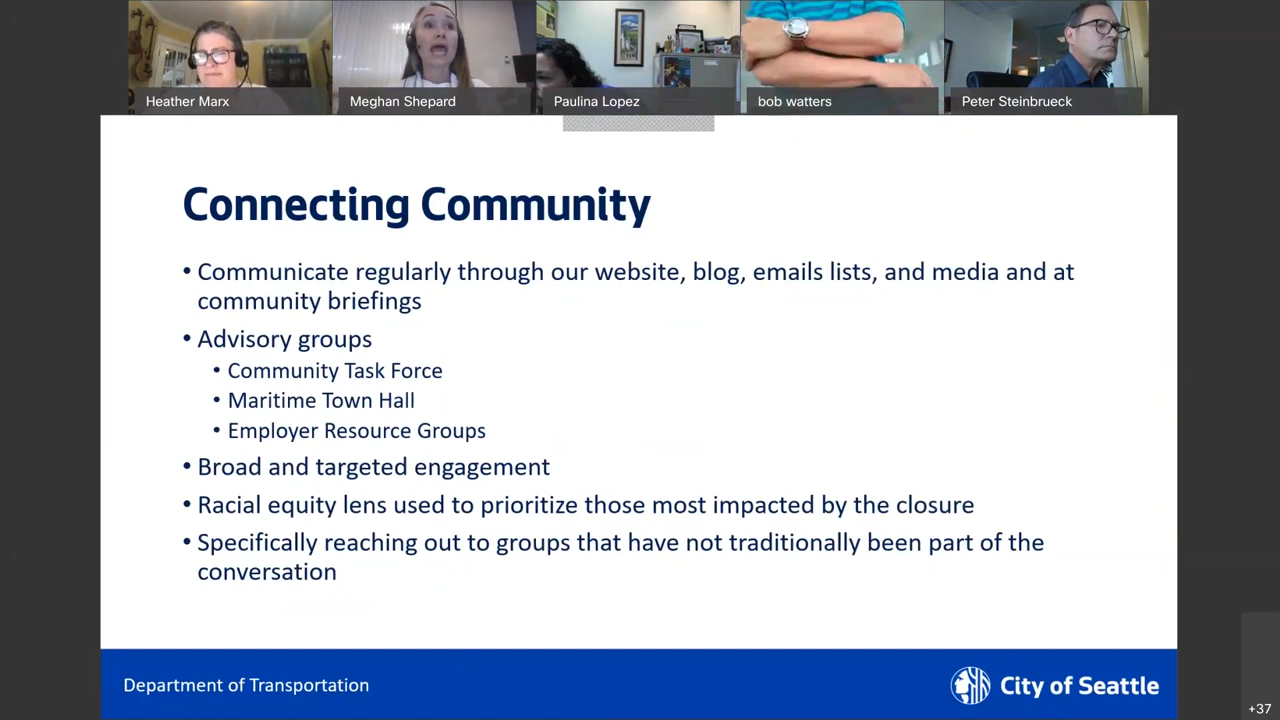 Heather Marx
Meghan Shepard
Paulina Lopez
bob watters
Peter Steinbrueck
Connecting Community
• Communicate regularly through our website, blog, emails lists, and media and at
community briefings
• Advisory groups
• Community Task Force
• Maritime Town Hall
• Employer Resource Groups
• Broad and targeted engagement
• Racial equity lens used to prioritize those most impacted by the closure
• Specifically reaching out to groups that have not traditionally been part of the
conversation
Department of Transportation
City of Seattle
+37